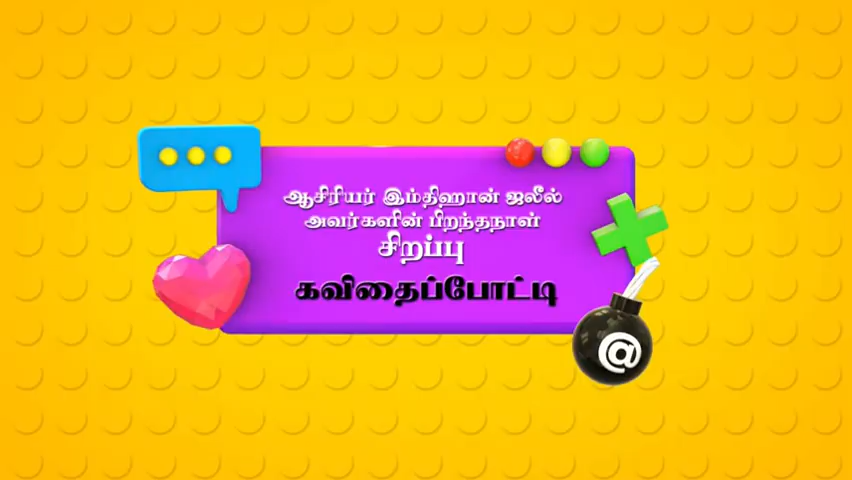 ஆசிரியர் இம்திஹான் ஜலீல்
அவர்களின் பிறந்தநாள்
சிறப்பு
கவிதைப்போட்டி
@